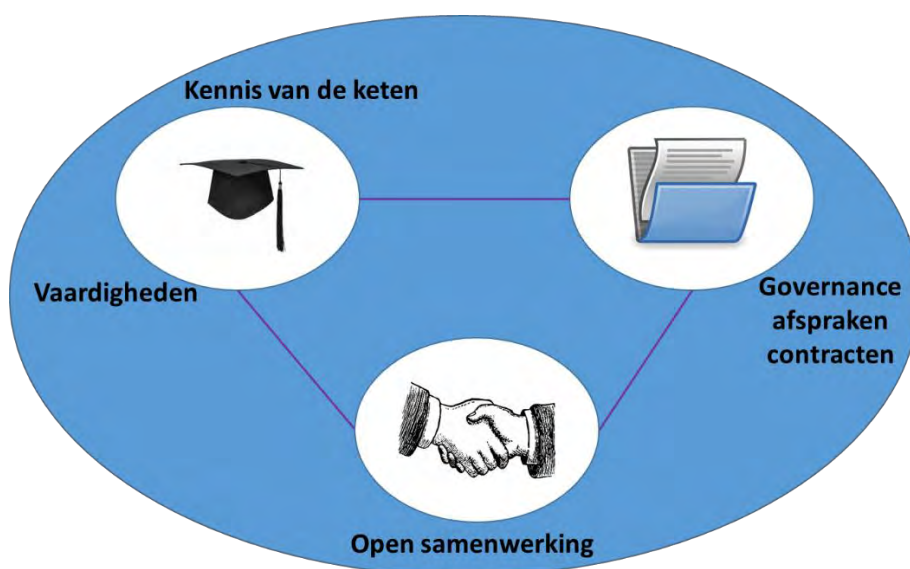 Kennis van de keten
Vaardigheden
Governance
afspraken
contracten
Open samenwerking